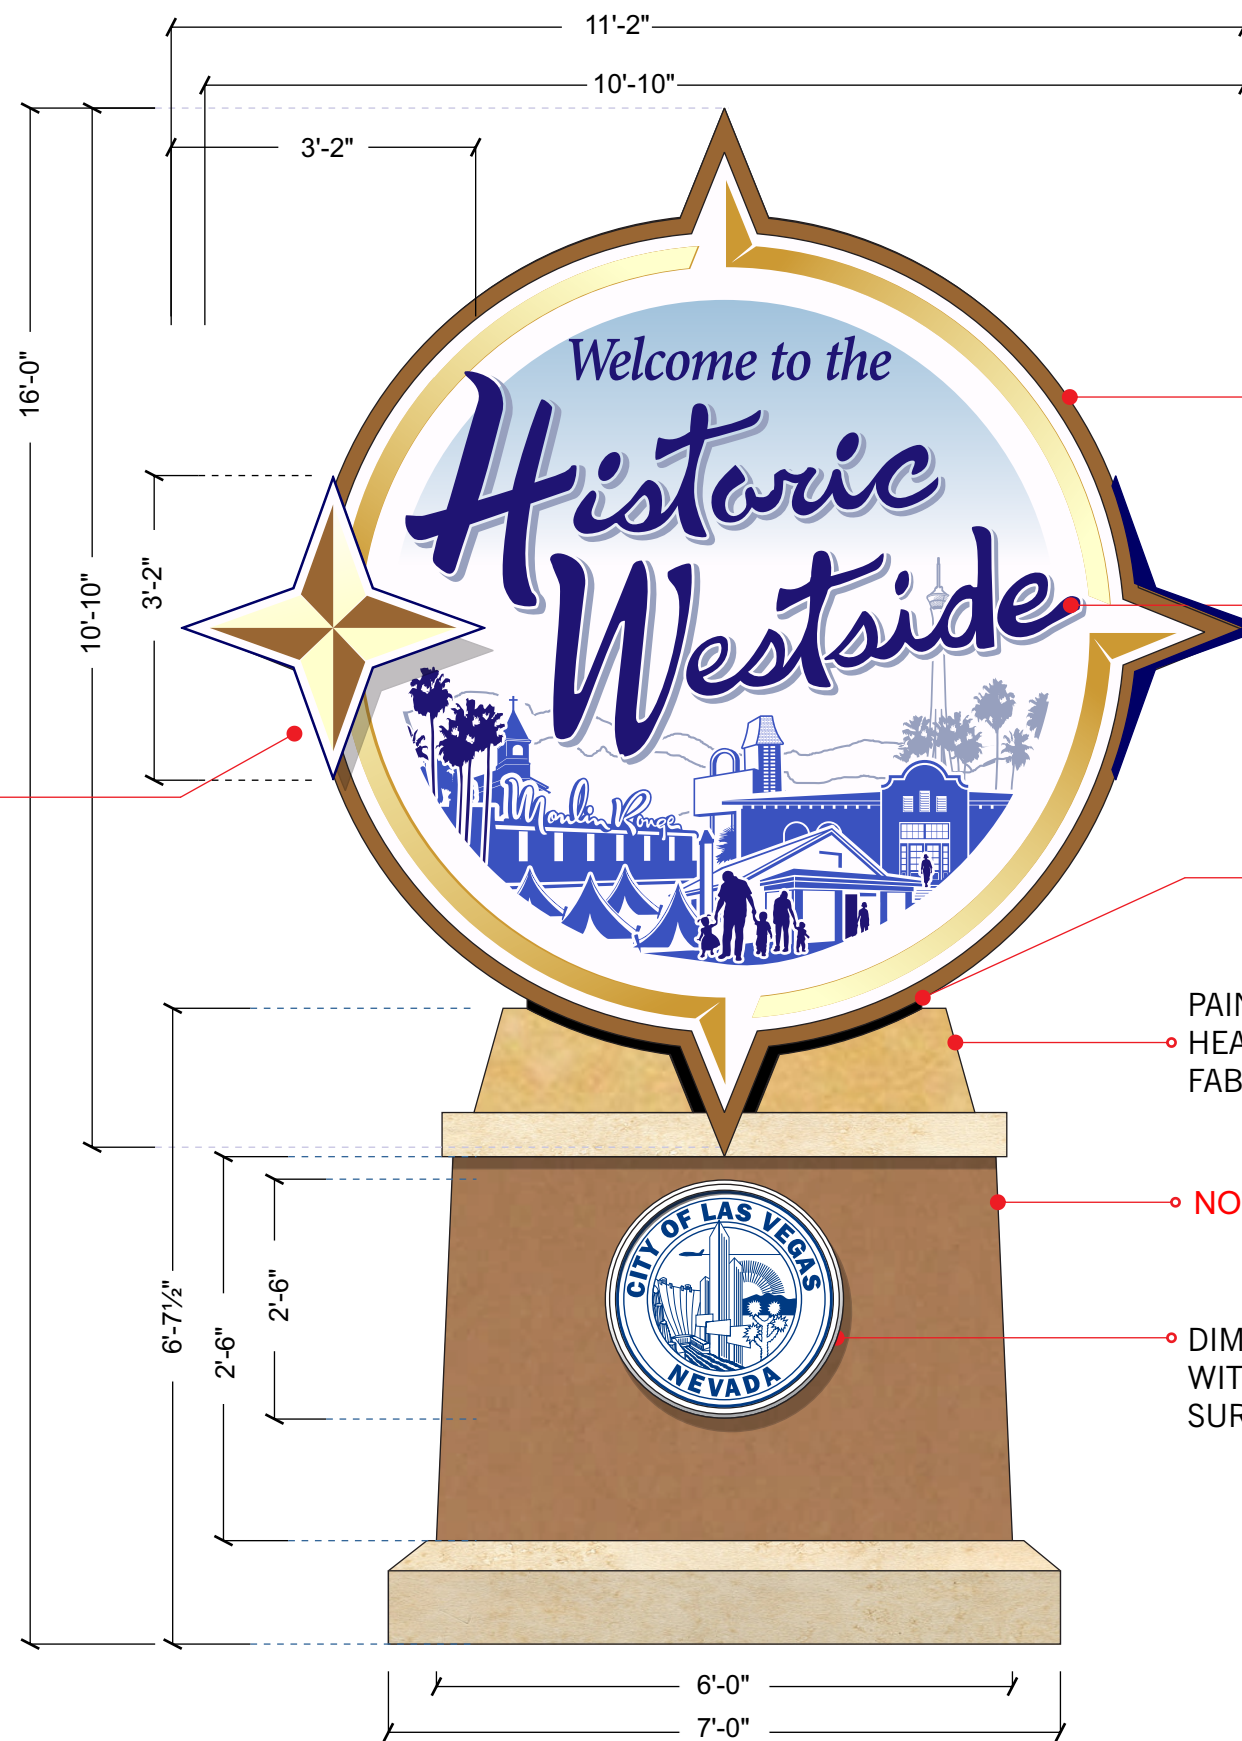 11'-2"
10'-10"
3'-2"
16'-0"
10'-10"
3'-2"
Welcome to the
Historic
Westside
Moulin Rouge
PAIN
HEA
FAB
NO
6'-7½"
2'-6"
2'-6"
CITY OF LAS VEGAS
NEVADA
DIM
WIT
SUR
6'-0"
7'-0"